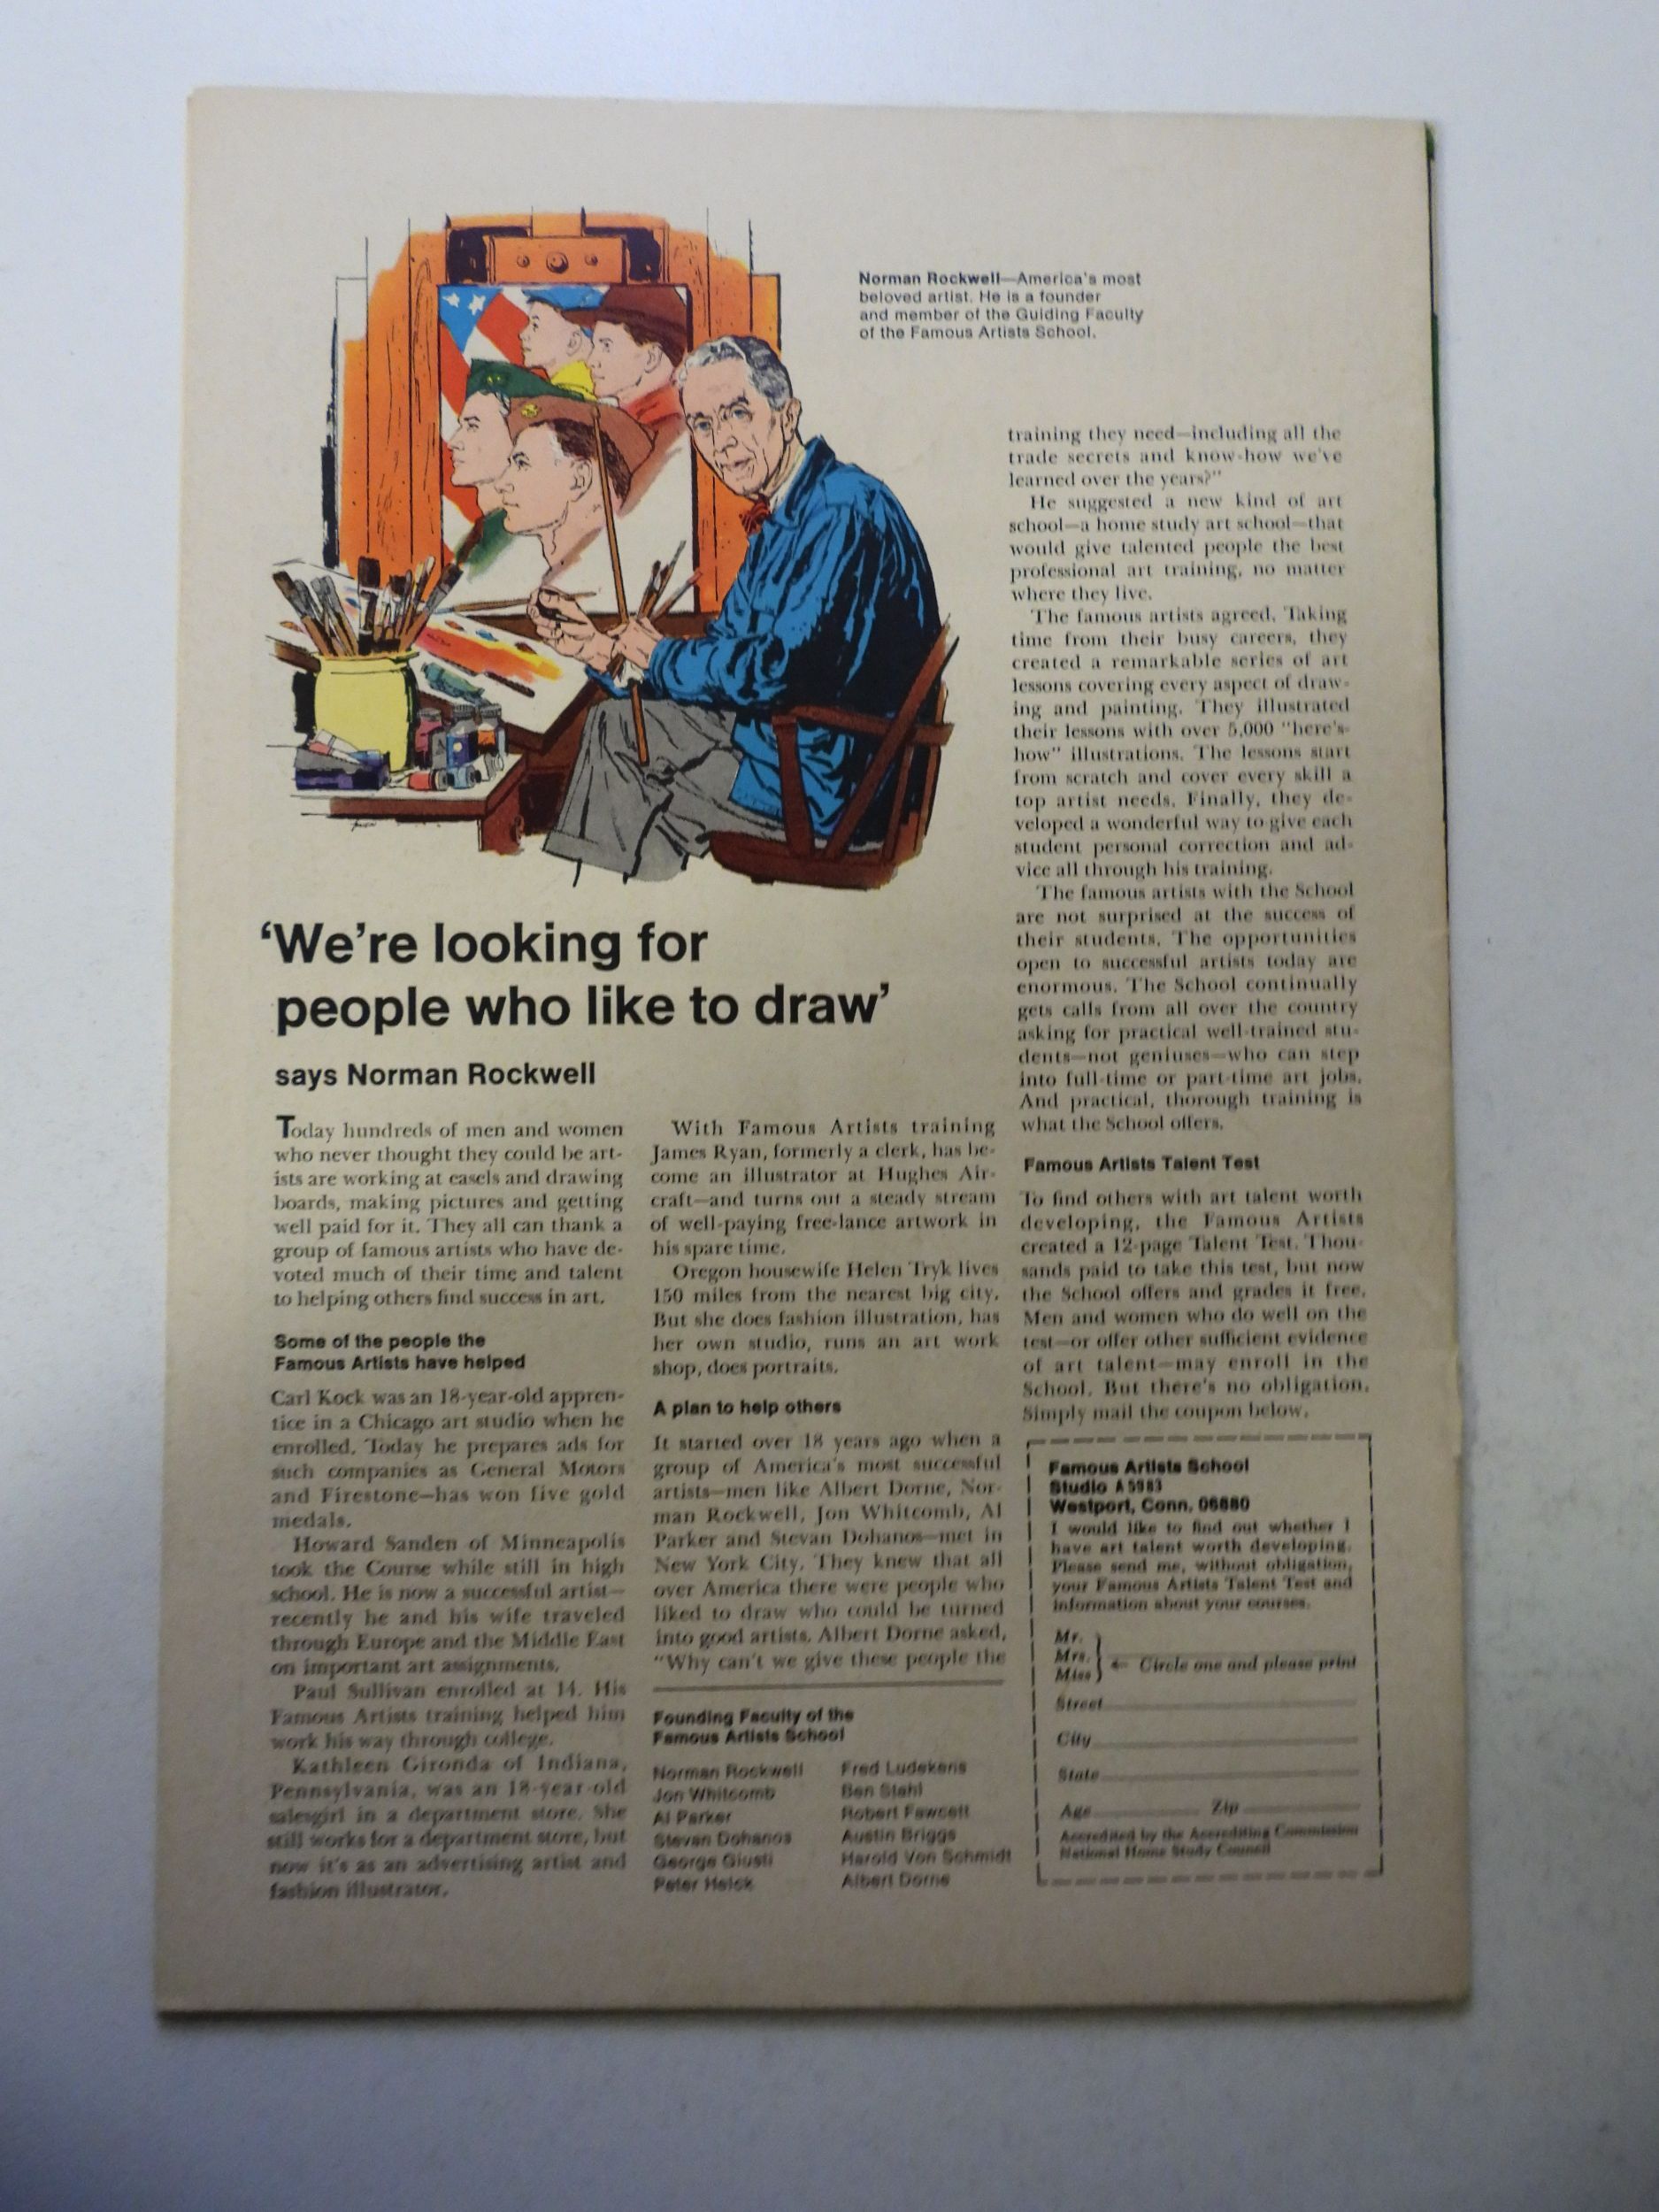 Norman Rockwell—America's most
beloved artist. He is a founder
and member of the Guiding Faculty
of the Famous Artists School.
'We're looking for
people who like to draw'
says Norman Rockwell
Today hundreds of men and women
who never thought they could be art-
ists are working at easels and drawing
boards, making pictures and getting
well paid for it. They all can thank a
group of famous artists who have de-
voted much of their time and talent
to helping others find success in art.
Some of the people the
Famous Artists have helped
Carl Kock was an 18-year-old appren-
tice in a Chicago art studio when he
enrolled. Today he prepares ads for
such companies as General Motors
and Firestone—has won five gold
medals.
Howard Sanden of Minneapolis
took the Course while still in high
school. He is now a successful artist—
recently he and his wife traveled
through Europe and the Middle East
on important art assignments.
Paul Sullivan enrolled at 14. His
Famous Artists training helped him
work his way through college.
Kathleen Gironda of Indiana,
Pennsylvania, was an 18-year-old
salesgirl in a department store. She
still works for a department store, but
now it's as an advertising artist and
fashion illustrator.
With Famous Artists training
James Ryan, formerly a clerk, has be-
come an illustrator at Hughes Air-
craft—and turns out a steady stream
of well-paying free-lance artwork in
his spare time.
Oregon housewife Helen Tryk lives
150 miles from the nearest big city.
But she does fashion illustration, has
her own studio, runs an art work
shop, does portraits.
A plan to help others
It started over 18 years ago when a
group of America's most successful
artists—men like Albert Dorne, Nor-
man Rockwell, Jon Whitcomb, Al
Parker and Stevan Dohanos—met in
New York City. They knew that all
over America there were people who
liked to draw who could be turned
into good artists. Albert Dorne asked,
"Why can't we give these people the
Founding Faculty of the
Famous Artists School
Norman Rockwell
Jon Whitcomb
Al Parker
Stevan Dohanos
George Giusti
Peter Helck
Fred Ludekens
Ben Stahl
Robert Fawcett
Austin Briggs
Harold Von Schmidt
Albert Dorne
training they need—including all the
trade secrets and know-how we've
learned over the years?"
He suggested a new kind of art
school—a home study art school—that
would give talented people the best
professional art training, no matter
where they live.
The famous artists agreed. Taking
time from their busy careers, they
created a remarkable series of art
lessons covering every aspect of draw-
ing and painting. They illustrated
their lessons with over 5,000 "here's-
how" illustrations. The lessons start
from scratch and cover every skill a
top artist needs. Finally, they de-
veloped a wonderful way to give each
student personal correction and ad-
vice all through his training.
The famous artists with the School
are not surprised at the success of
their students. The opportunities
open to successful artists today are
enormous. The School continually
gets calls from all over the country
asking for practical well-trained stu-
dents—not geniuses—who can step
into full-time or part-time art jobs.
And practical, thorough training is
what the School offers.
Famous Artists Talent Test
To find others with art talent worth
developing, the Famous Artists
created a 12-page Talent Test. Thou-
sands paid to take this test, but now
the School offers and grades it free.
Men and women who do well on the
test—or offer other sufficient evidence
of art talent—may enroll in the
School. But there's no obligation.
Simply mail the coupon below.
Famous Artists School
Studio A5983
Westport, Conn. 06880
I would like to find out whether I
have art talent worth developing.
Please send me, without obligation,
your Famous Artists Talent Test and
information about your courses.
Mr.
Mrs.
Miss
← Circle one and please print
Street
City
State
Age Zip
Accredited by the Accrediting Commission
National Home Study Council